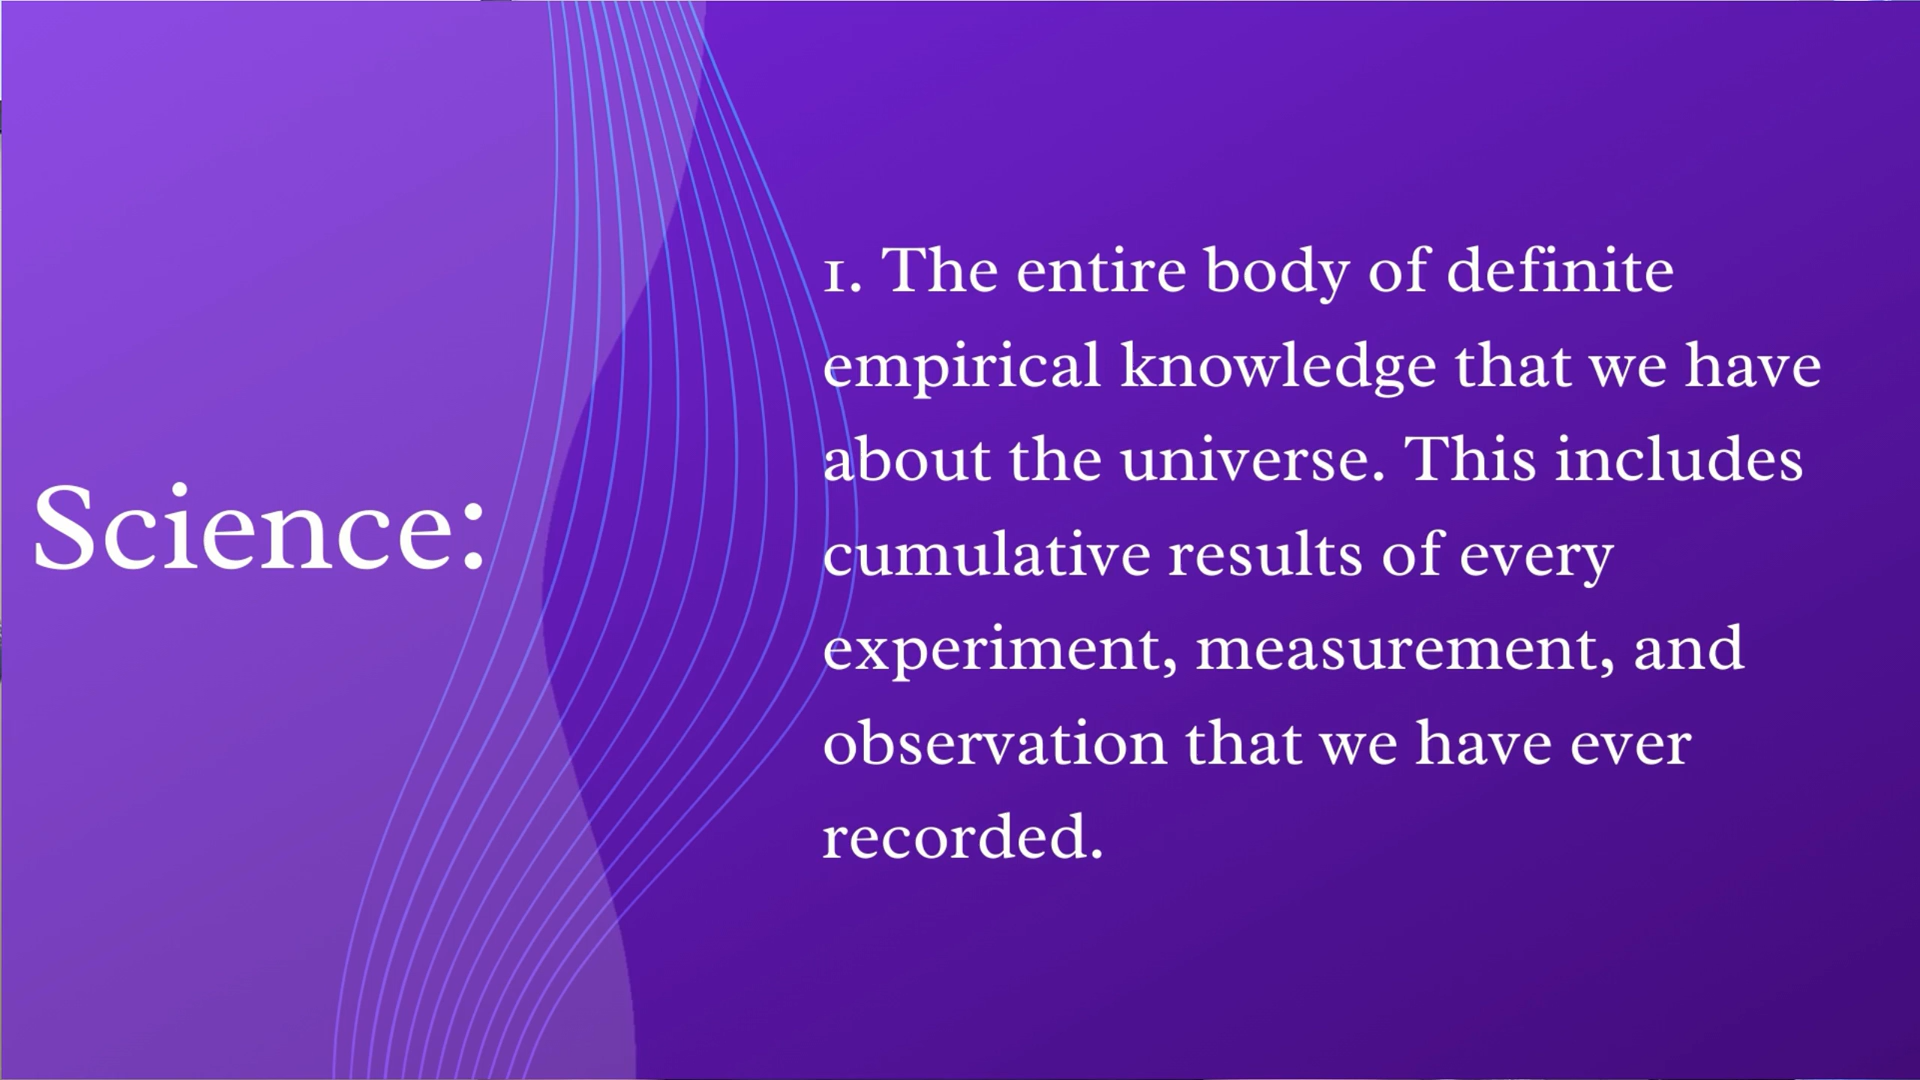 Science:
1. The entire body of definite
empirical knowledge that we have
about the universe. This includes
cumulative results of every
experiment, measurement, and
observation that we have ever
recorded.